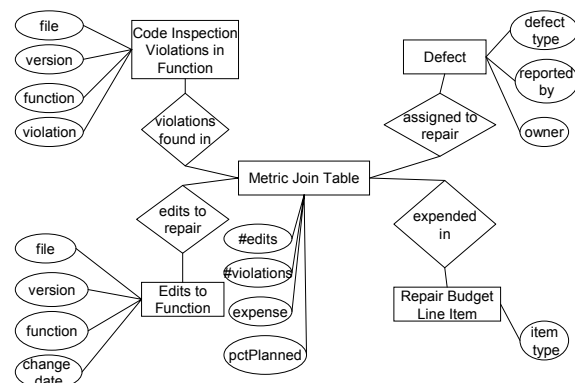 file
version
function
violation
Code Inspection
Violations in
Function
violations
found in
Defect
defect
type
reported
by
owner
assigned to
repair
Metric Join Table
edits to
repair
expended
in
#edits
#violations
expense
pctPlanned
file
version
function
change
date
Edits to
Function
Repair Budget
Line Item
item
type